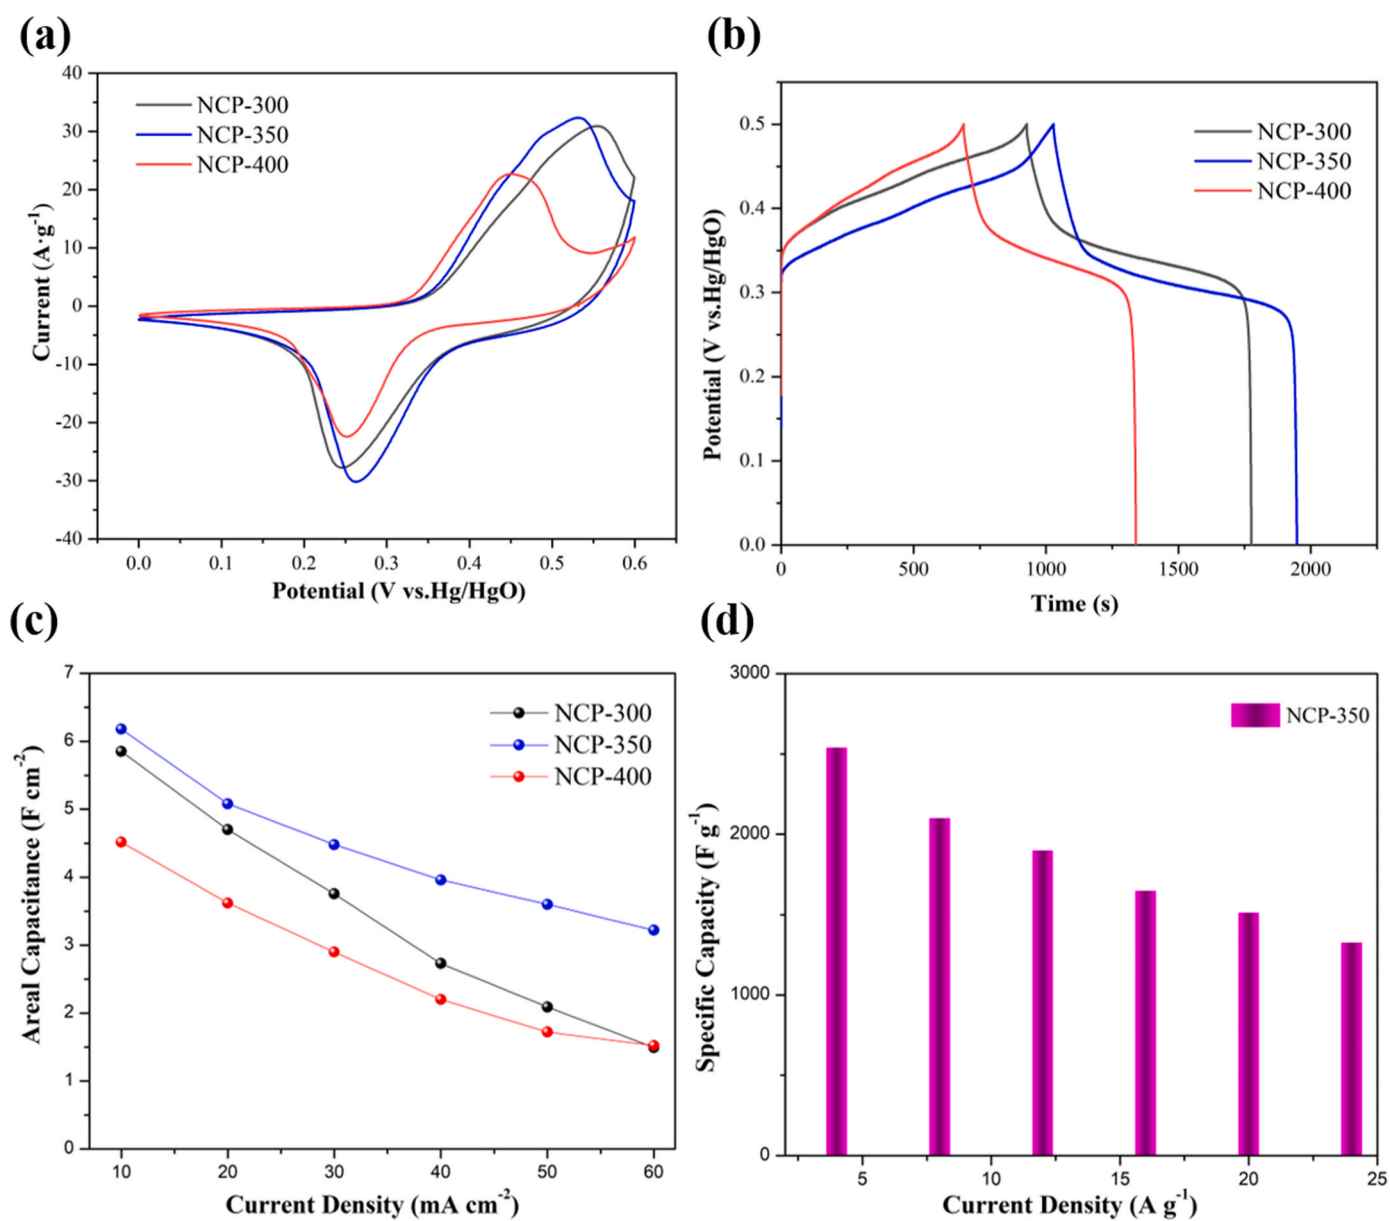 (a)
40
30
20
10
0
-10
-20
-30
-40
Current (A·g-1)
NCP-300
NCP-350
NCP-400
0.0 0.1 0.2 0.3 0.4 0.5 0.6
Potential (V vs.Hg/HgO)
(b)
0.5
0.4
0.3
0.2
0.1
0.0
Potential (V vs.Hg/HgO)
NCP-300
NCP-350
NCP-400
0 500 1000 1500 2000
Time (s)
(c)
7
6
5
4
3
2
1
0
Areal Capacitance (F cm-2)
NCP-300
NCP-350
NCP-400
10 20 30 40 50 60
Current Density (mA cm-2)
(d)
3000
2000
1000
0
Specific Capacity (F g-1)
NCP-350
5 10 15 20 25
Current Density (A g-1)